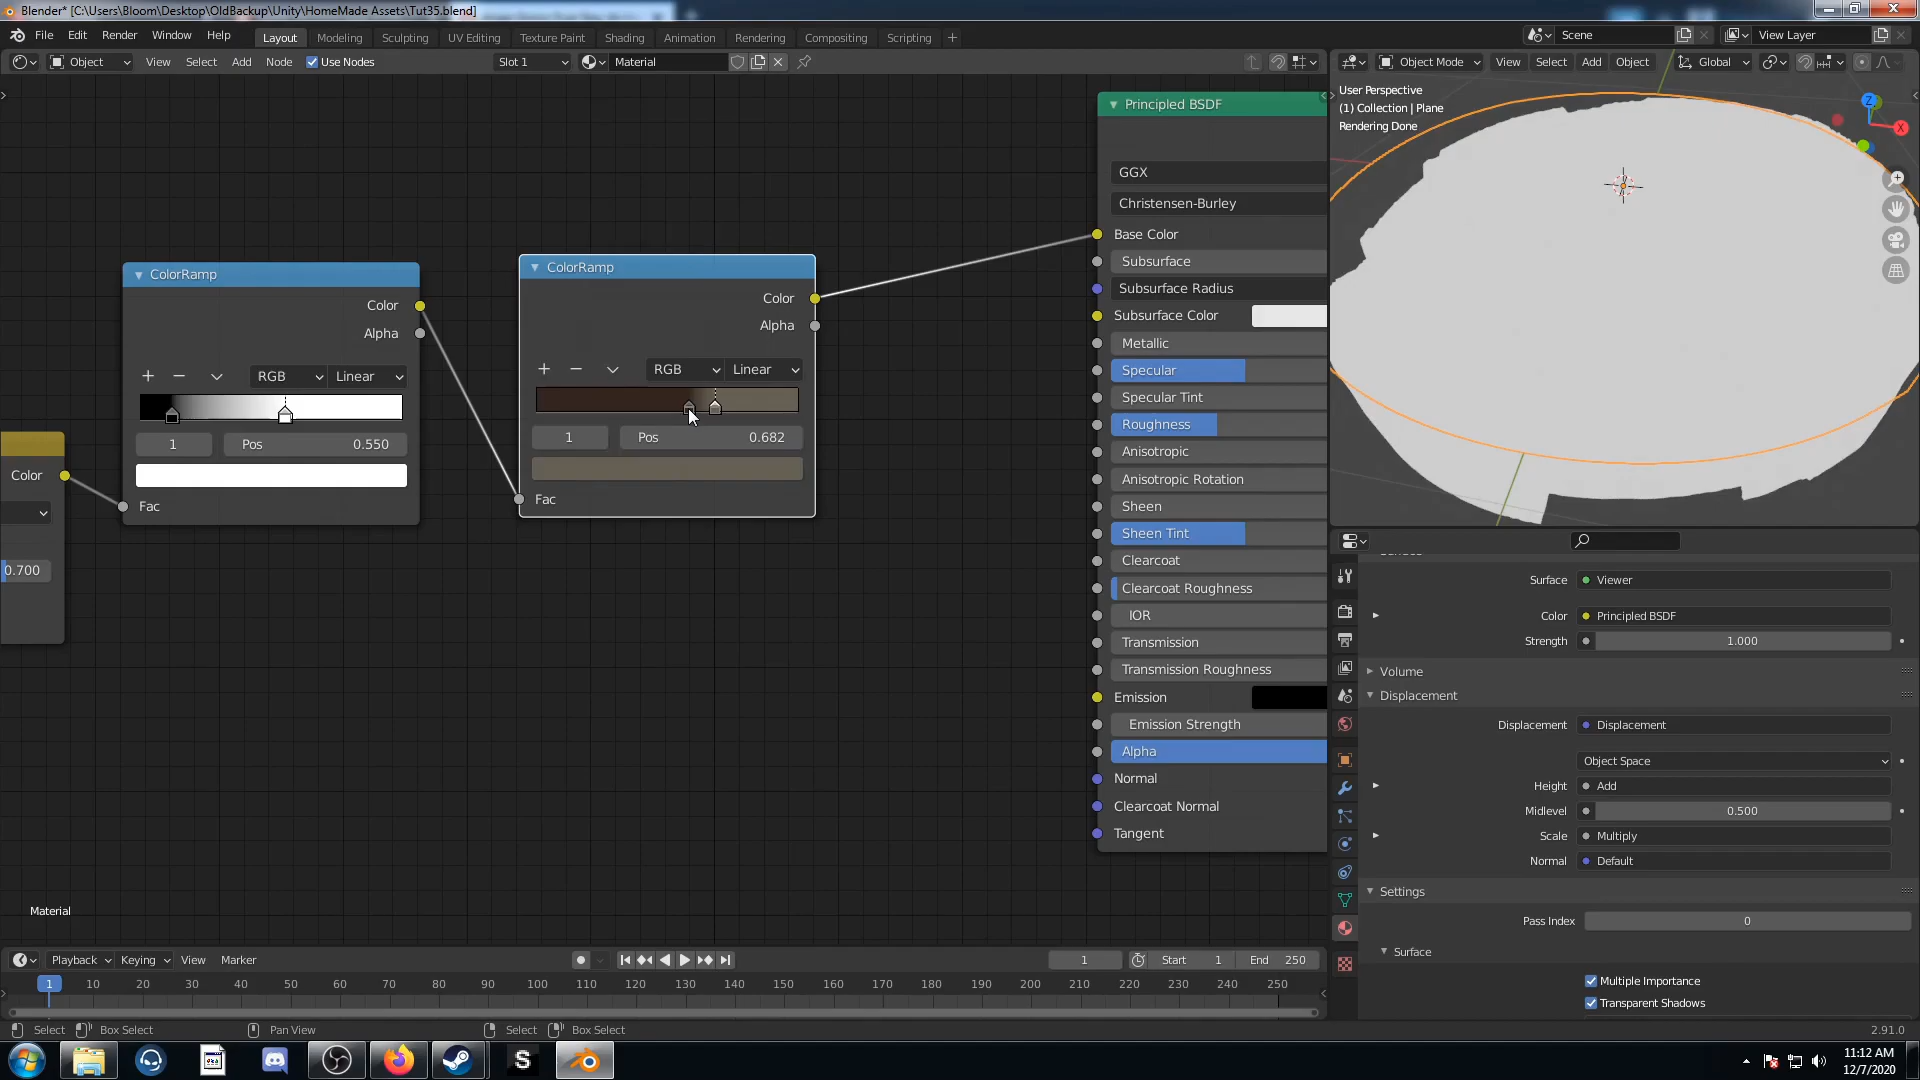 Blender* [C:\Users\Bloom\Desktop\OldBackup\Unity\HomeMade Assets\Tut35.blend]
File Edit Render Window Help Layout Modeling Sculpting UV Editing Texture Paint Shading Animation Rendering Compositing Scripting + Scene View Layer
Object View Select Add Node Use Nodes Slot 1 Material Object Mode View Select Add Object Global
Principled BSDF
GGX
Christensen-Burley
Base Color
Subsurface
Subsurface Radius
Subsurface Color
Metallic
Specular
Specular Tint
Roughness
Anisotropic
Anisotropic Rotation
Sheen
Sheen Tint
Clearcoat
Clearcoat Roughness
IOR
Transmission
Transmission Roughness
Emission
Emission Strength
Alpha
Normal
Clearcoat Normal
Tangent
ColorRamp
Color
Alpha
RGB Linear
1 Pos 0.550
Fac
ColorRamp
Color
Alpha
RGB Linear
1 Pos 0.682
Fac
Color
0.700
Material
User Perspective
(1) Collection | Plane
Rendering Done
Z
X
Surface Viewer
Color Principled BSDF
Strength 1.000
Volume
Displacement
Displacement Displacement
Object Space
Height Add
Midlevel 0.500
Scale Multiply
Normal Default
Settings
Pass Index 0
Surface
Multiple Importance
Transparent Shadows
Playback Keying View Marker 1 Start 1 End 250
1 10 20 30 40 50 60 70 80 90 100 110 120 130 140 150 160 170 180 190 200 210 220 230 240 250
Select Box Select Pan View Select Box Select 2.91.0
S
11:12 AM
12/7/2020